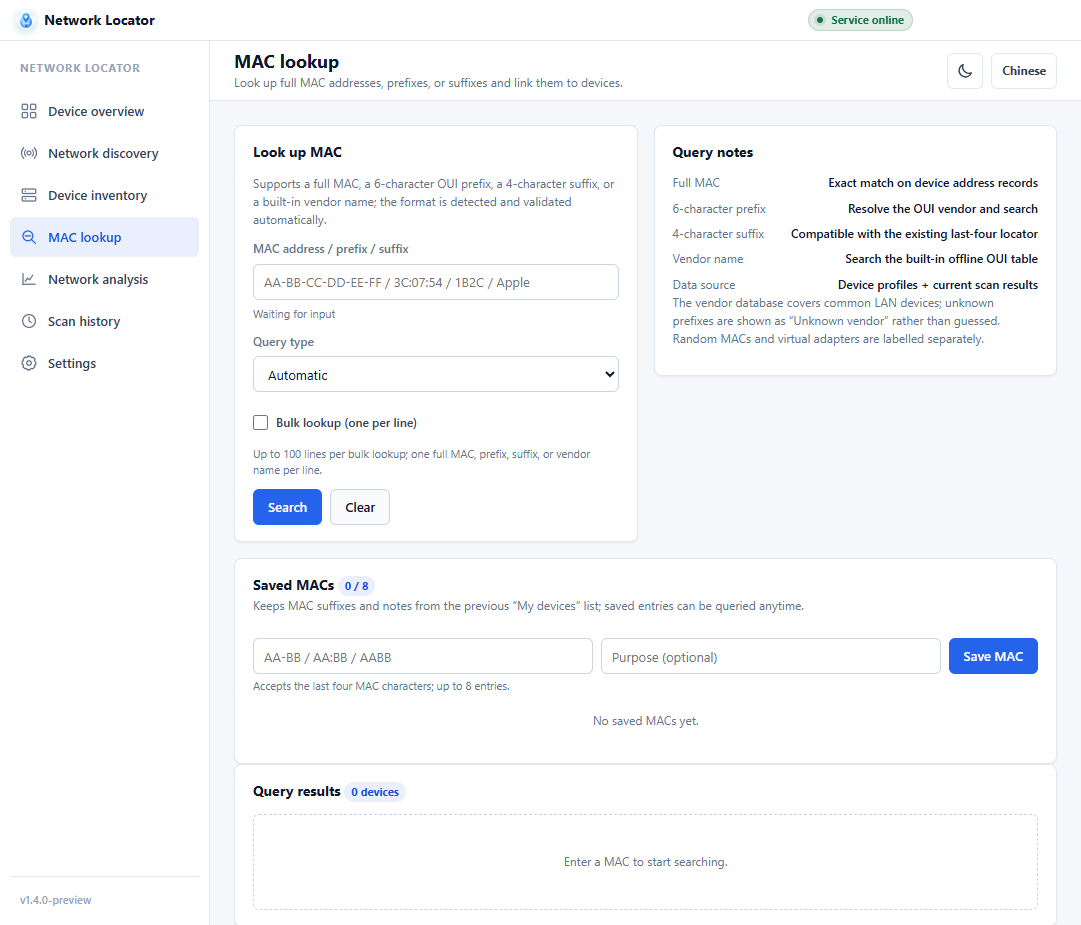 Network Locator
Service online
NETWORK LOCATOR
Device overview
Network discovery
Device inventory
MAC lookup
Network analysis
Scan history
Settings
v1.4.0-preview
MAC lookup
Look up full MAC addresses, prefixes, or suffixes and link them to devices.
Chinese
Look up MAC
Supports a full MAC, a 6-character OUI prefix, a 4-character suffix, or
a built-in vendor name; the format is detected and validated
automatically.
MAC address / prefix / suffix
AA-BB-CC-DD-EE-FF / 3C:07:54 / 1B2C / Apple
Waiting for input
Query type
Automatic
Bulk lookup (one per line)
Up to 100 lines per bulk lookup; one full MAC, prefix, suffix, or vendor
name per line.
Search
Clear
Query notes
Full MAC Exact match on device address records
6-character prefix Resolve the OUI vendor and search
4-character suffix Compatible with the existing last-four locator
Vendor name Search the built-in offline OUI table
Data source Device profiles + current scan results
The vendor database covers common LAN devices; unknown
prefixes are shown as “Unknown vendor” rather than guessed.
Random MACs and virtual adapters are labelled separately.
Saved MACs 0 / 8
Keeps MAC suffixes and notes from the previous “My devices” list; saved entries can be queried anytime.
AA-BB / AA:BB / AABB
Purpose (optional)
Save MAC
Accepts the last four MAC characters; up to 8 entries.
No saved MACs yet.
Query results 0 devices
Enter a MAC to start searching.